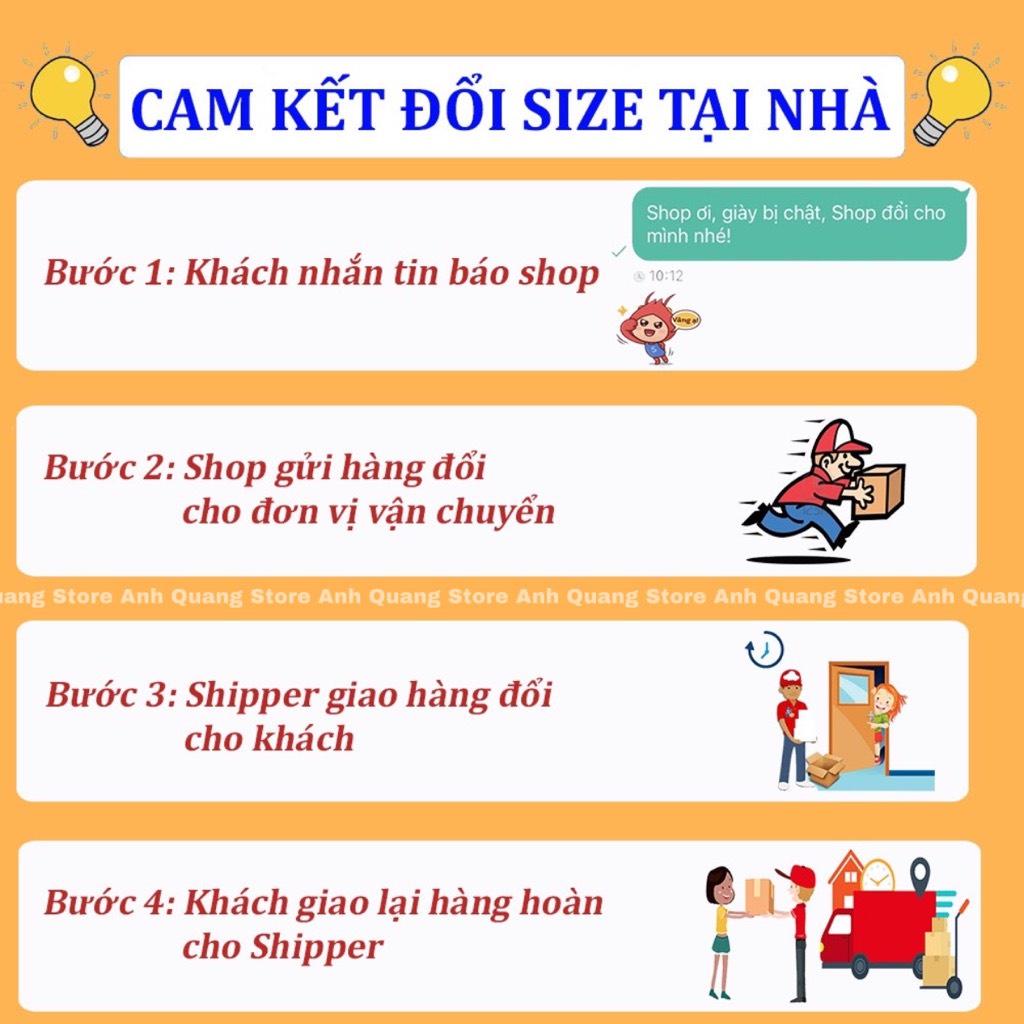 CAM KẾT ĐỔI SIZE TẠI NHÀ
Shop ơi, giày bị chật, Shop đổi cho
mình nhé!
10:12
Bước 1: Khách nhắn tin báo shop
Vâng ạ!
Bước 2: Shop gửi hàng đổi
cho đơn vị vận chuyển
uang Store Anh Quang Store Anh Quang Store Anh Quang Store Anh Quang Store Anh Quang
Bước 3: Shipper giao hàng đổi
cho khách
Bước 4: Khách giao lại hàng hoàn
cho Shipper